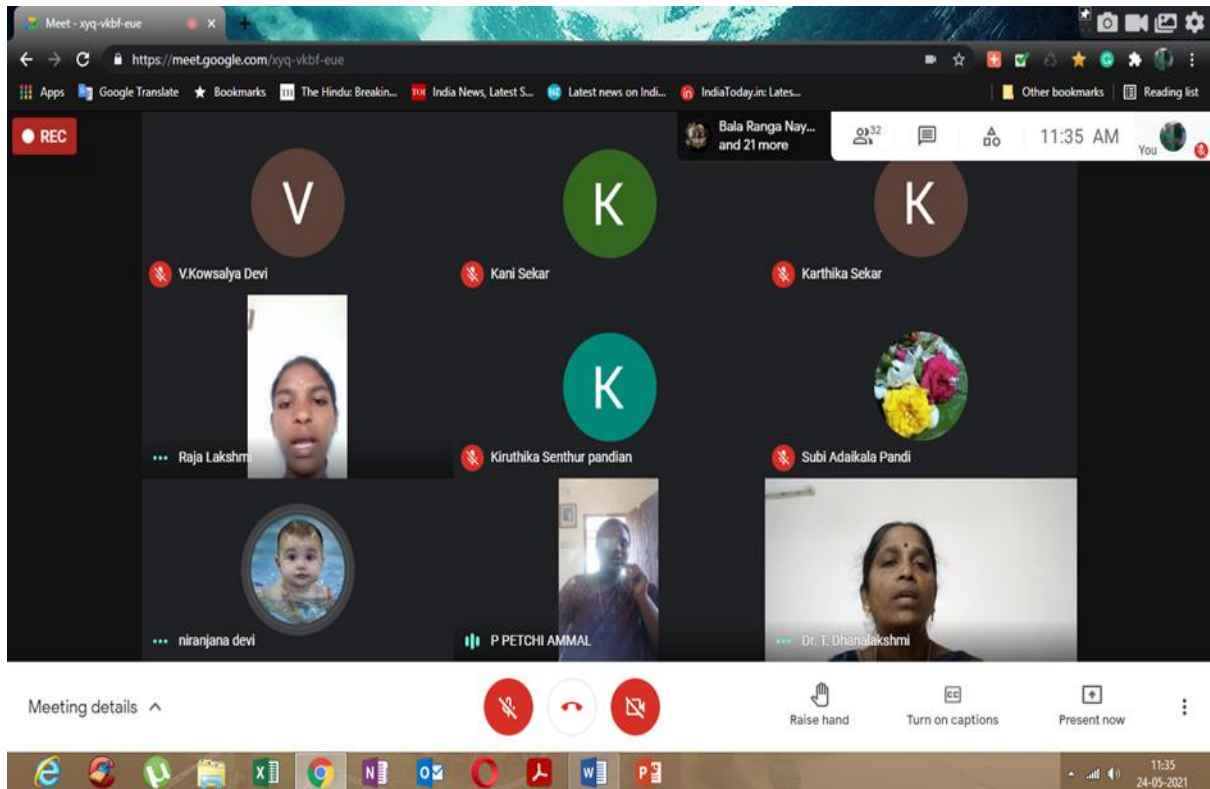 Meet - xyq-vkbf-eue
https://meet.google.com/xyq-vkbf-eue
Apps Google Translate Bookmarks The Hindu: Breakin... India News, Latest S... Latest news on Indi... IndiaToday.in: Lates... Other bookmarks Reading list
REC
Bala Ranga Nay...
and 21 more
32
11:35 AM
You
V
K
K
V.Kowsalya Devi
Kani Sekar
Karthika Sekar
K
Raja Lakshmi
Kiruthika Senthur pandian
Subi Adaikala Pandi
niranjana devi
P PETCHI AMMAL
Dr. T. Dhanalakshmi
Meeting details
Raise hand
CC
Turn on captions
Present now
11:35
24-05-2021